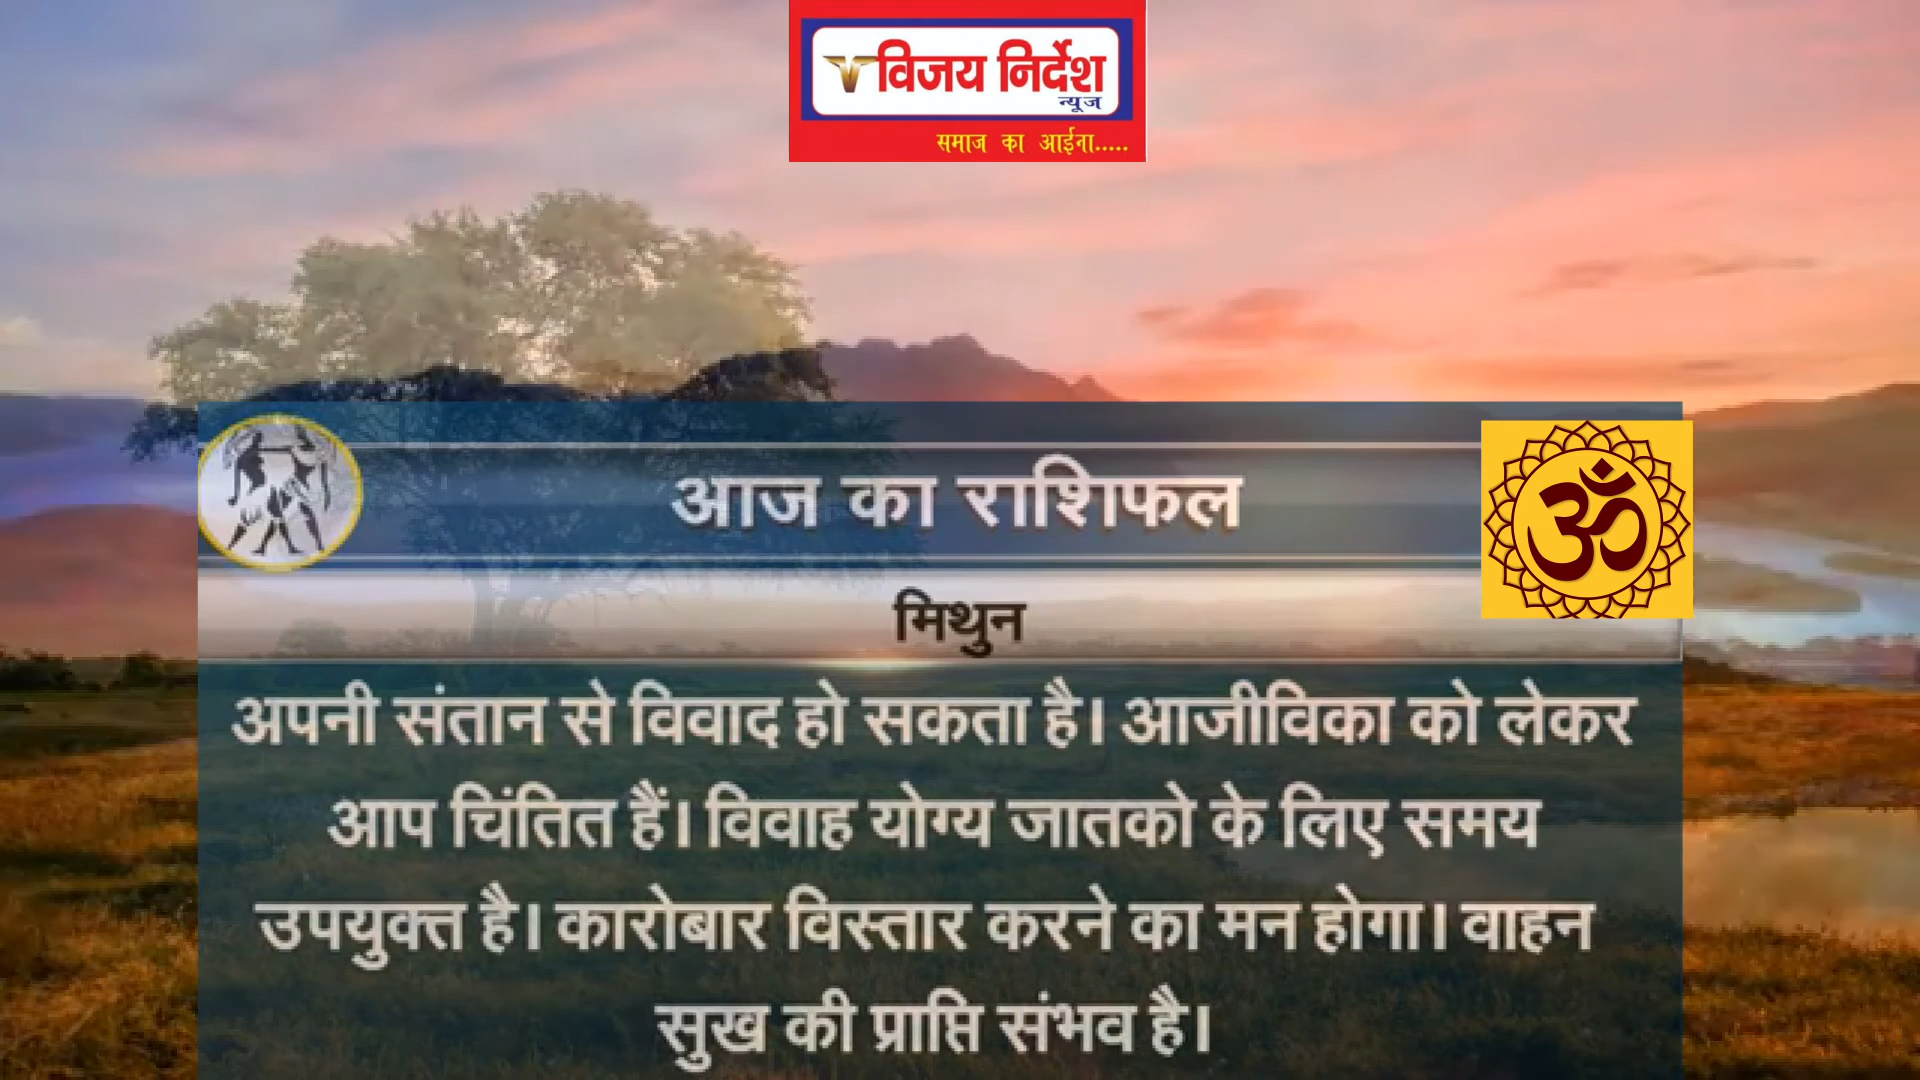 विजय निर्देश
न्यूज
समाज का आईना.....
आज का राशिफल
मिथुन
अपनी संतान से विवाद हो सकता है। आजीविका को लेकर
आप चिंतित हैं। विवाह योग्य जातको के लिए समय
उपयुक्त है। कारोबार विस्तार करने का मन होगा। वाहन
सुख की प्राप्ति संभव है।
ॐ